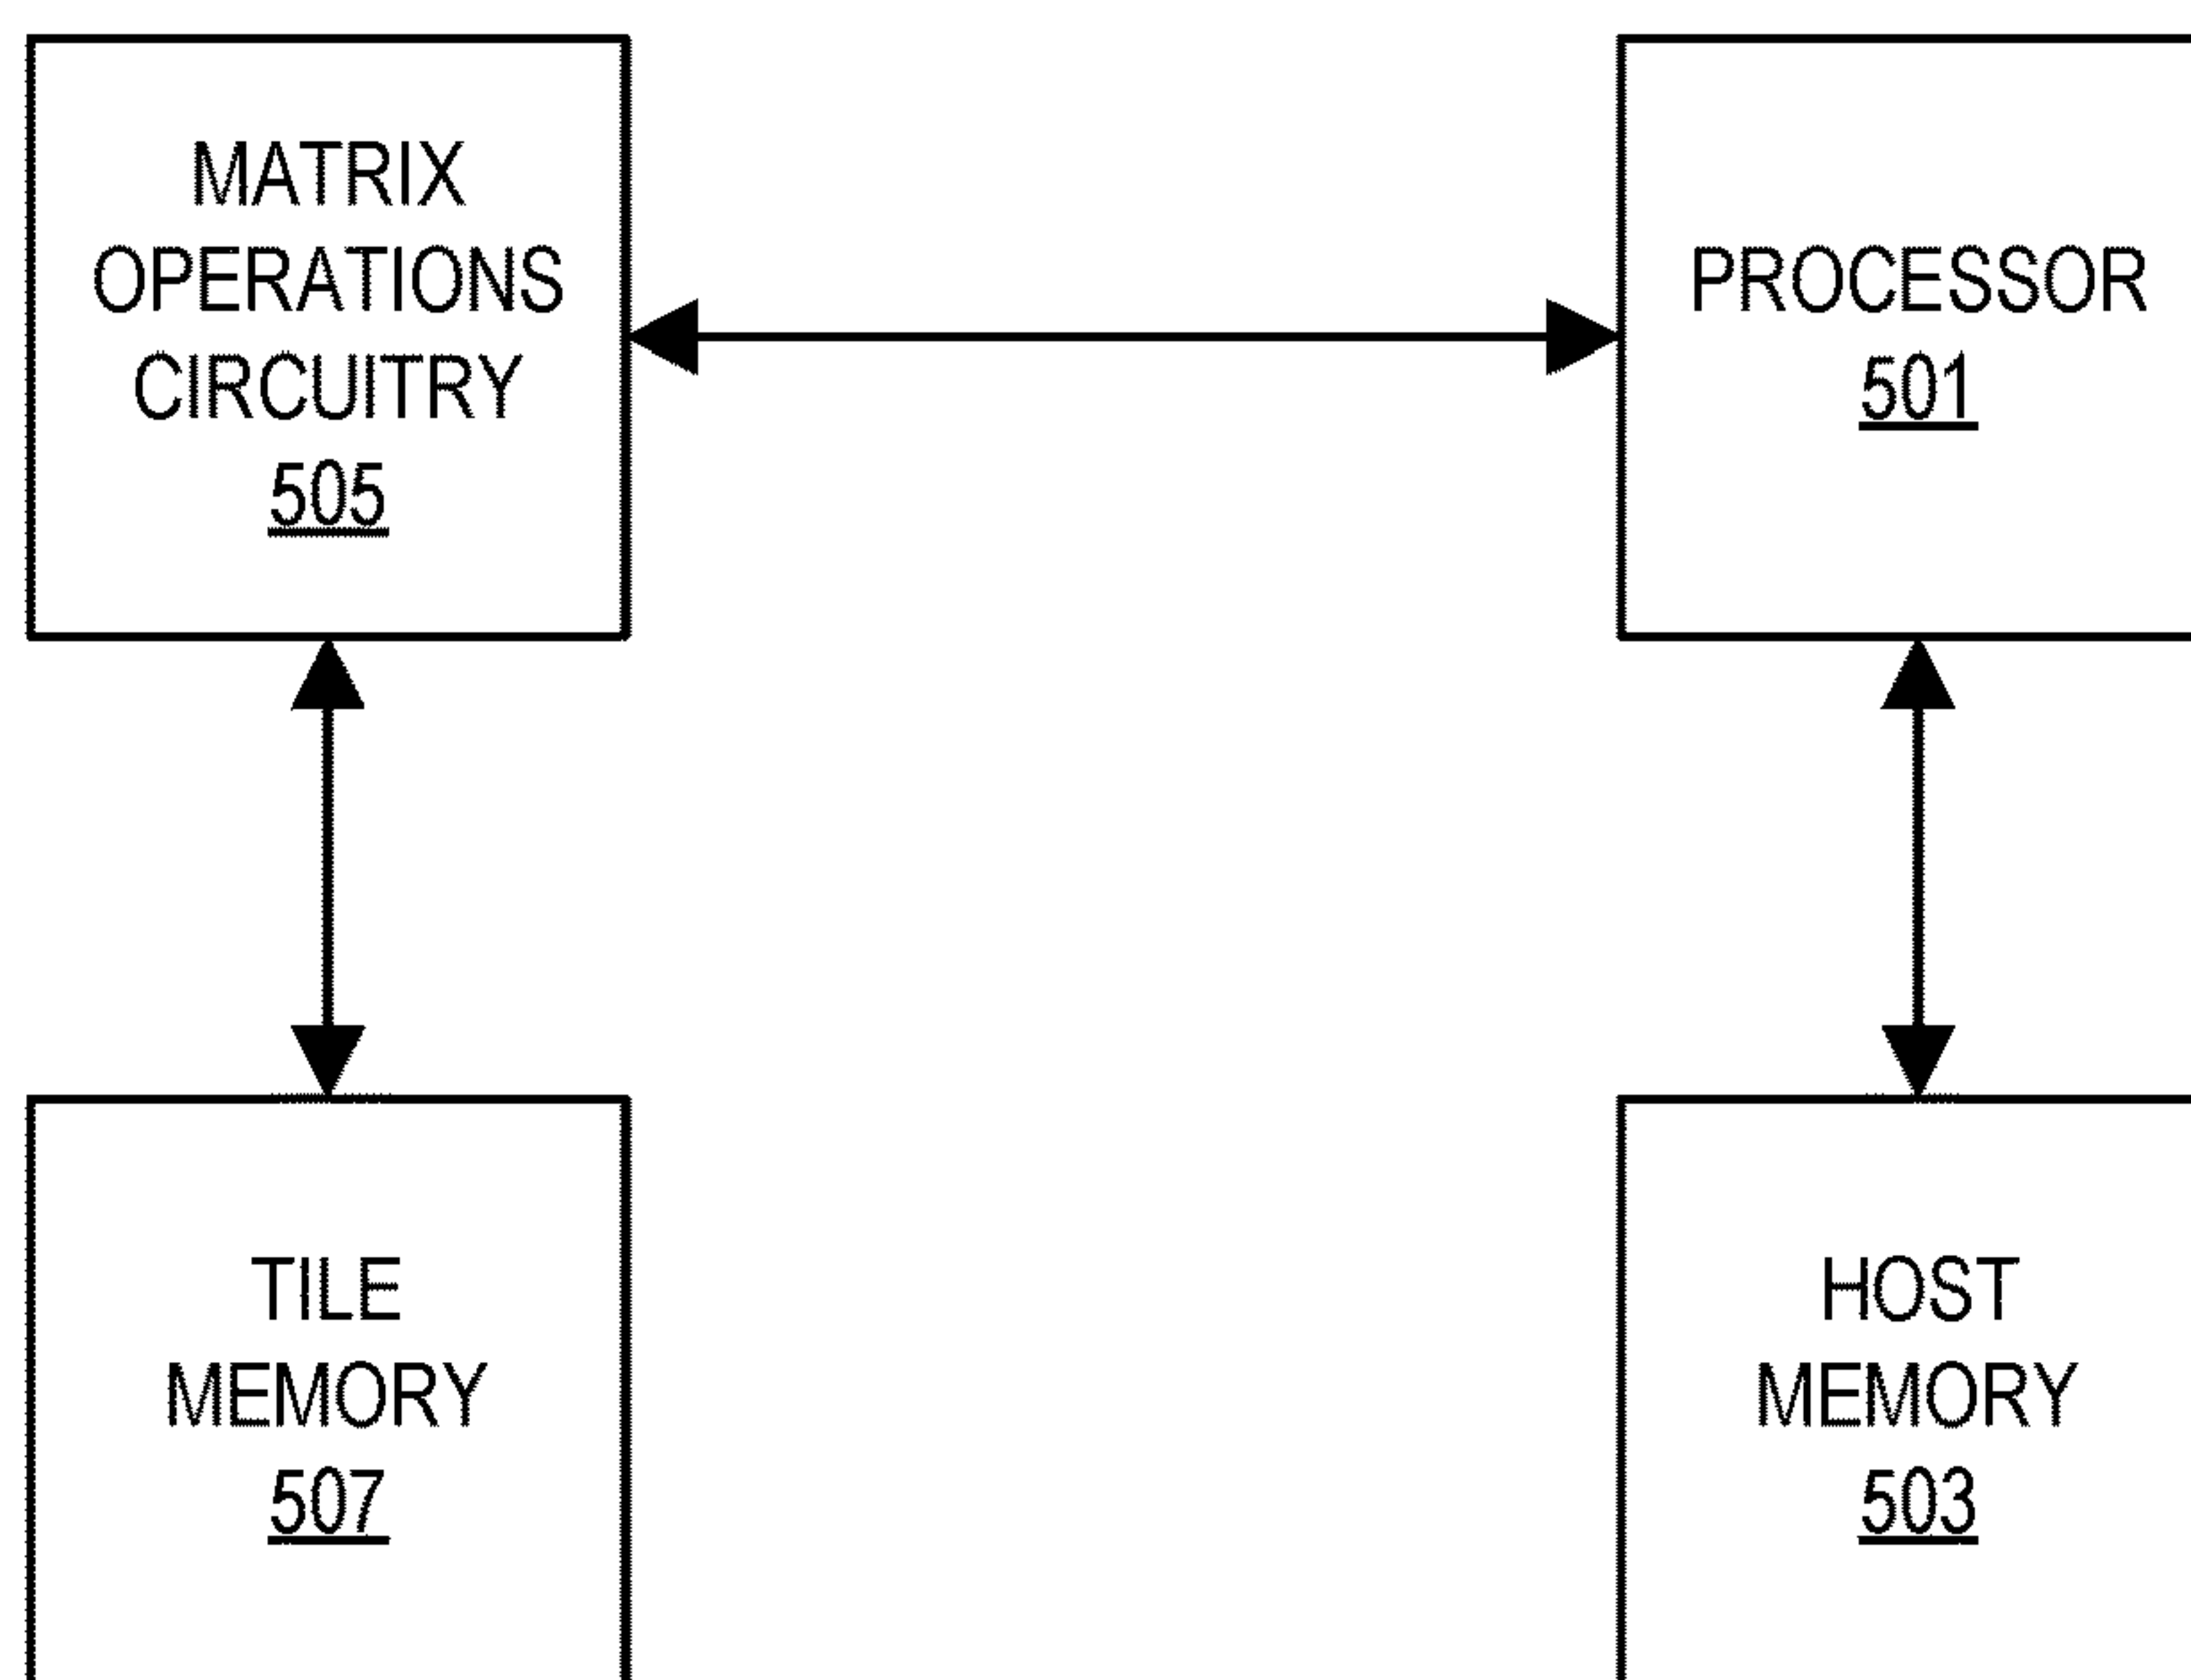 MATRIX
OPERATIONS
CIRCUITRY
505
PROCESSOR
501
TILE
MEMORY
507
HOST
MEMORY
503